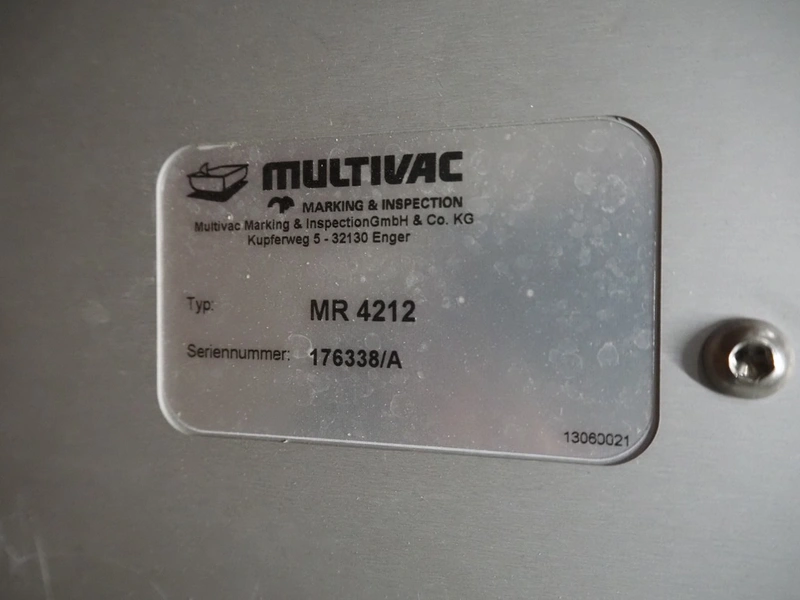 MULTIVAC
MARKING & INSPECTION
Multivac Marking & InspectionGmbH & Co. KG
Kupferweg 5 - 32130 Enger
Typ: MR 4212
Seriennummer: 176338/A
13060021